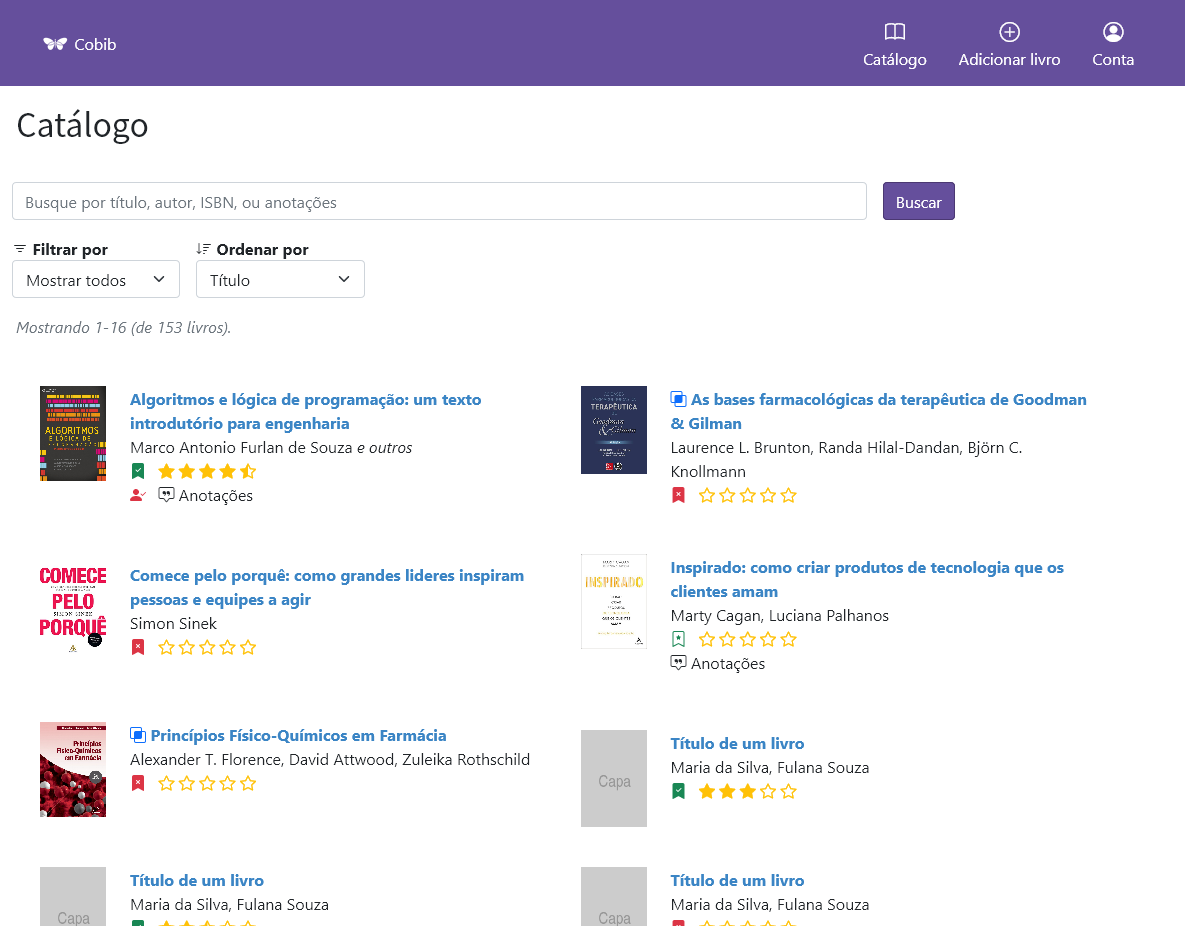 Cobib
Catálogo
Adicionar livro
Conta
Catálogo
Busque por título, autor, ISBN, ou anotações
Buscar
Filtrar por
Ordenar por
Mostrar todos
Título
Mostrando 1-16 (de 153 livros).
ALGORITMOS
E LÓGICA DE
Algoritmos e lógica de programação: um texto
introdutório para engenharia
Marco Antonio Furlan de Souza e outros
Anotações
TERAPÊUTICA
Goodman
As bases farmacológicas da terapêutica de Goodman
& Gilman
Laurence L. Brunton, Randa Hilal-Dandan, Björn C.
Knollmann
COMECE
PELO
SIMON SINEK
PORQUÊ
Comece pelo porquê: como grandes lideres inspiram
pessoas e equipes a agir
Simon Sinek
INSPIRADO
Inspirado: como criar produtos de tecnologia que os
clientes amam
Marty Cagan, Luciana Palhanos
Anotações
Princípios
Físico-Químicos
em Farmácia
Princípios Físico-Químicos em Farmácia
Alexander T. Florence, David Attwood, Zuleika Rothschild
Capa
Título de um livro
Maria da Silva, Fulana Souza
Capa
Título de um livro
Maria da Silva, Fulana Souza
Capa
Título de um livro
Maria da Silva, Fulana Souza